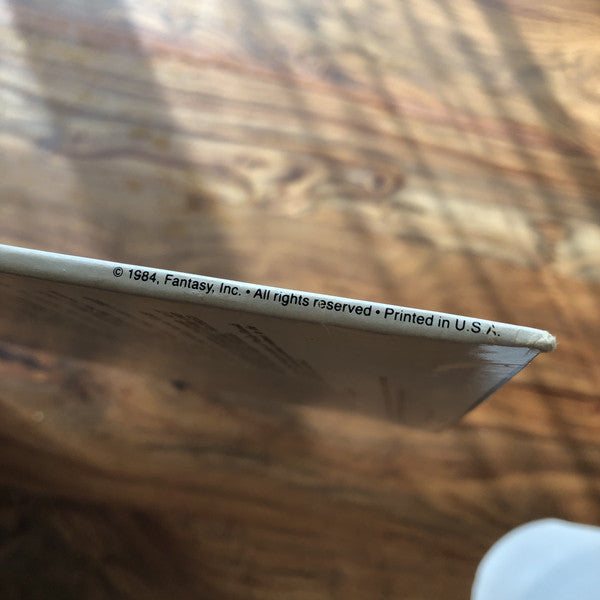 © 1984, Fantasy, Inc. • All rights reserved • Printed in U.S.A.